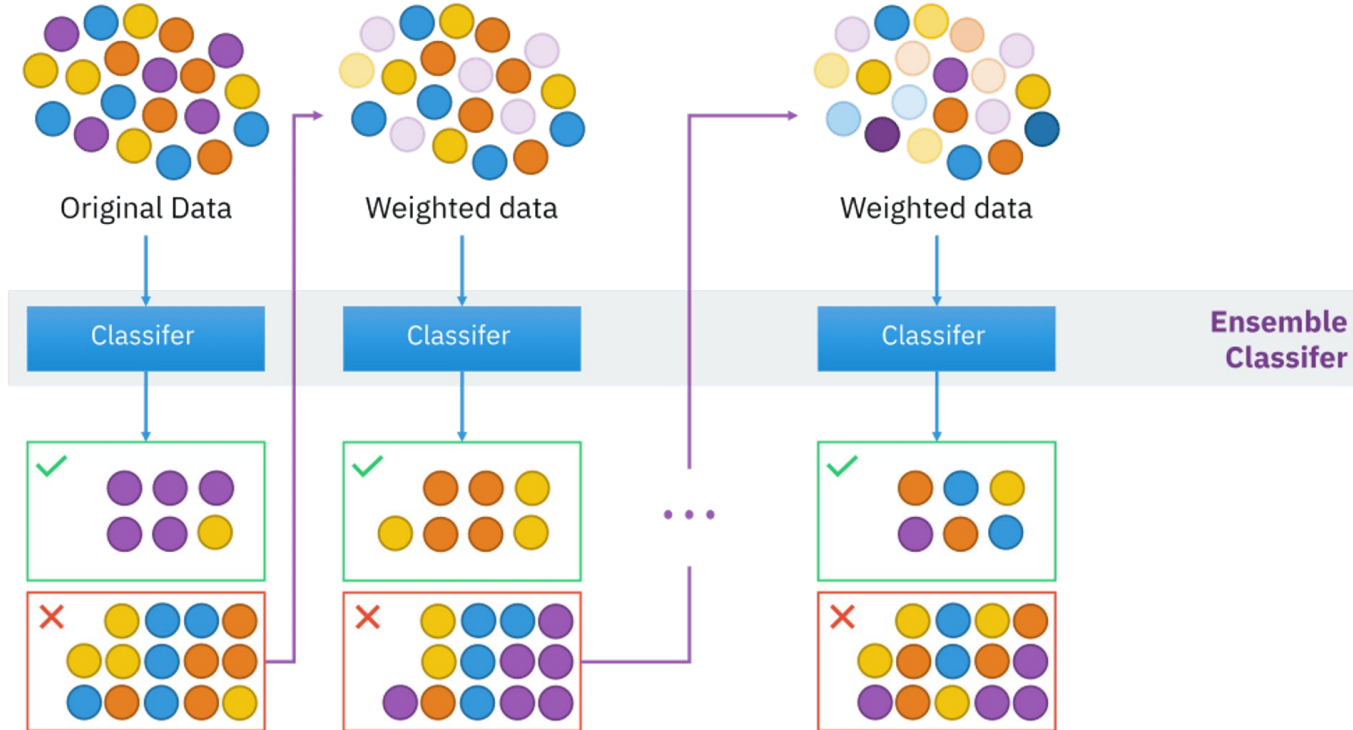 Original Data
Weighted data
Weighted data
Classifer
Classifer
Classifer
Ensemble
Classifer